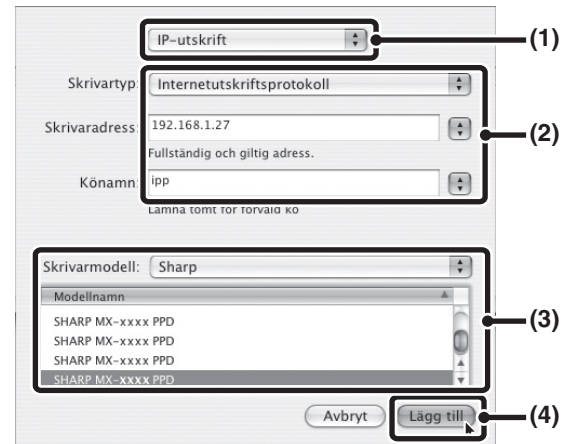 IP-utskrift (1)
Skrivartyp: Internetutskriftsprotokoll
Skrivaradress: 192.168.1.27 (2)
Fullständig och giltig adress.
Könamn: ipp
Lämna tomt för förvald kö
Skrivarmodell: Sharp
Modellnamn
SHARP MX-xxxx PPD (3)
SHARP MX-xxxx PPD
SHARP MX-xxxx PPD
SHARP MX-xxxx PPD
Avbryt Lägg till (4)